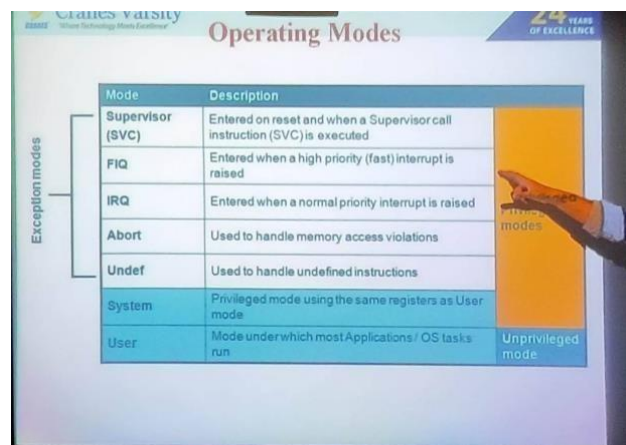 Cranes Varsity
24 YEARS
OF EXCELLENCE
Operating Modes
Mode Description
Exception modes
Supervisor
(SVC)
Entered on reset and when a Supervisor call
instruction (SVC) is executed
FIQ
Entered when a high priority (fast) interrupt is
raised
IRQ
Entered when a normal priority interrupt is raised
modes
Abort
Used to handle memory access violations
Undef
Used to handle undefined instructions
System
Privileged mode using the same registers as User
mode
User
Mode under which most Applications / OS tasks
run
Unprivileged
mode